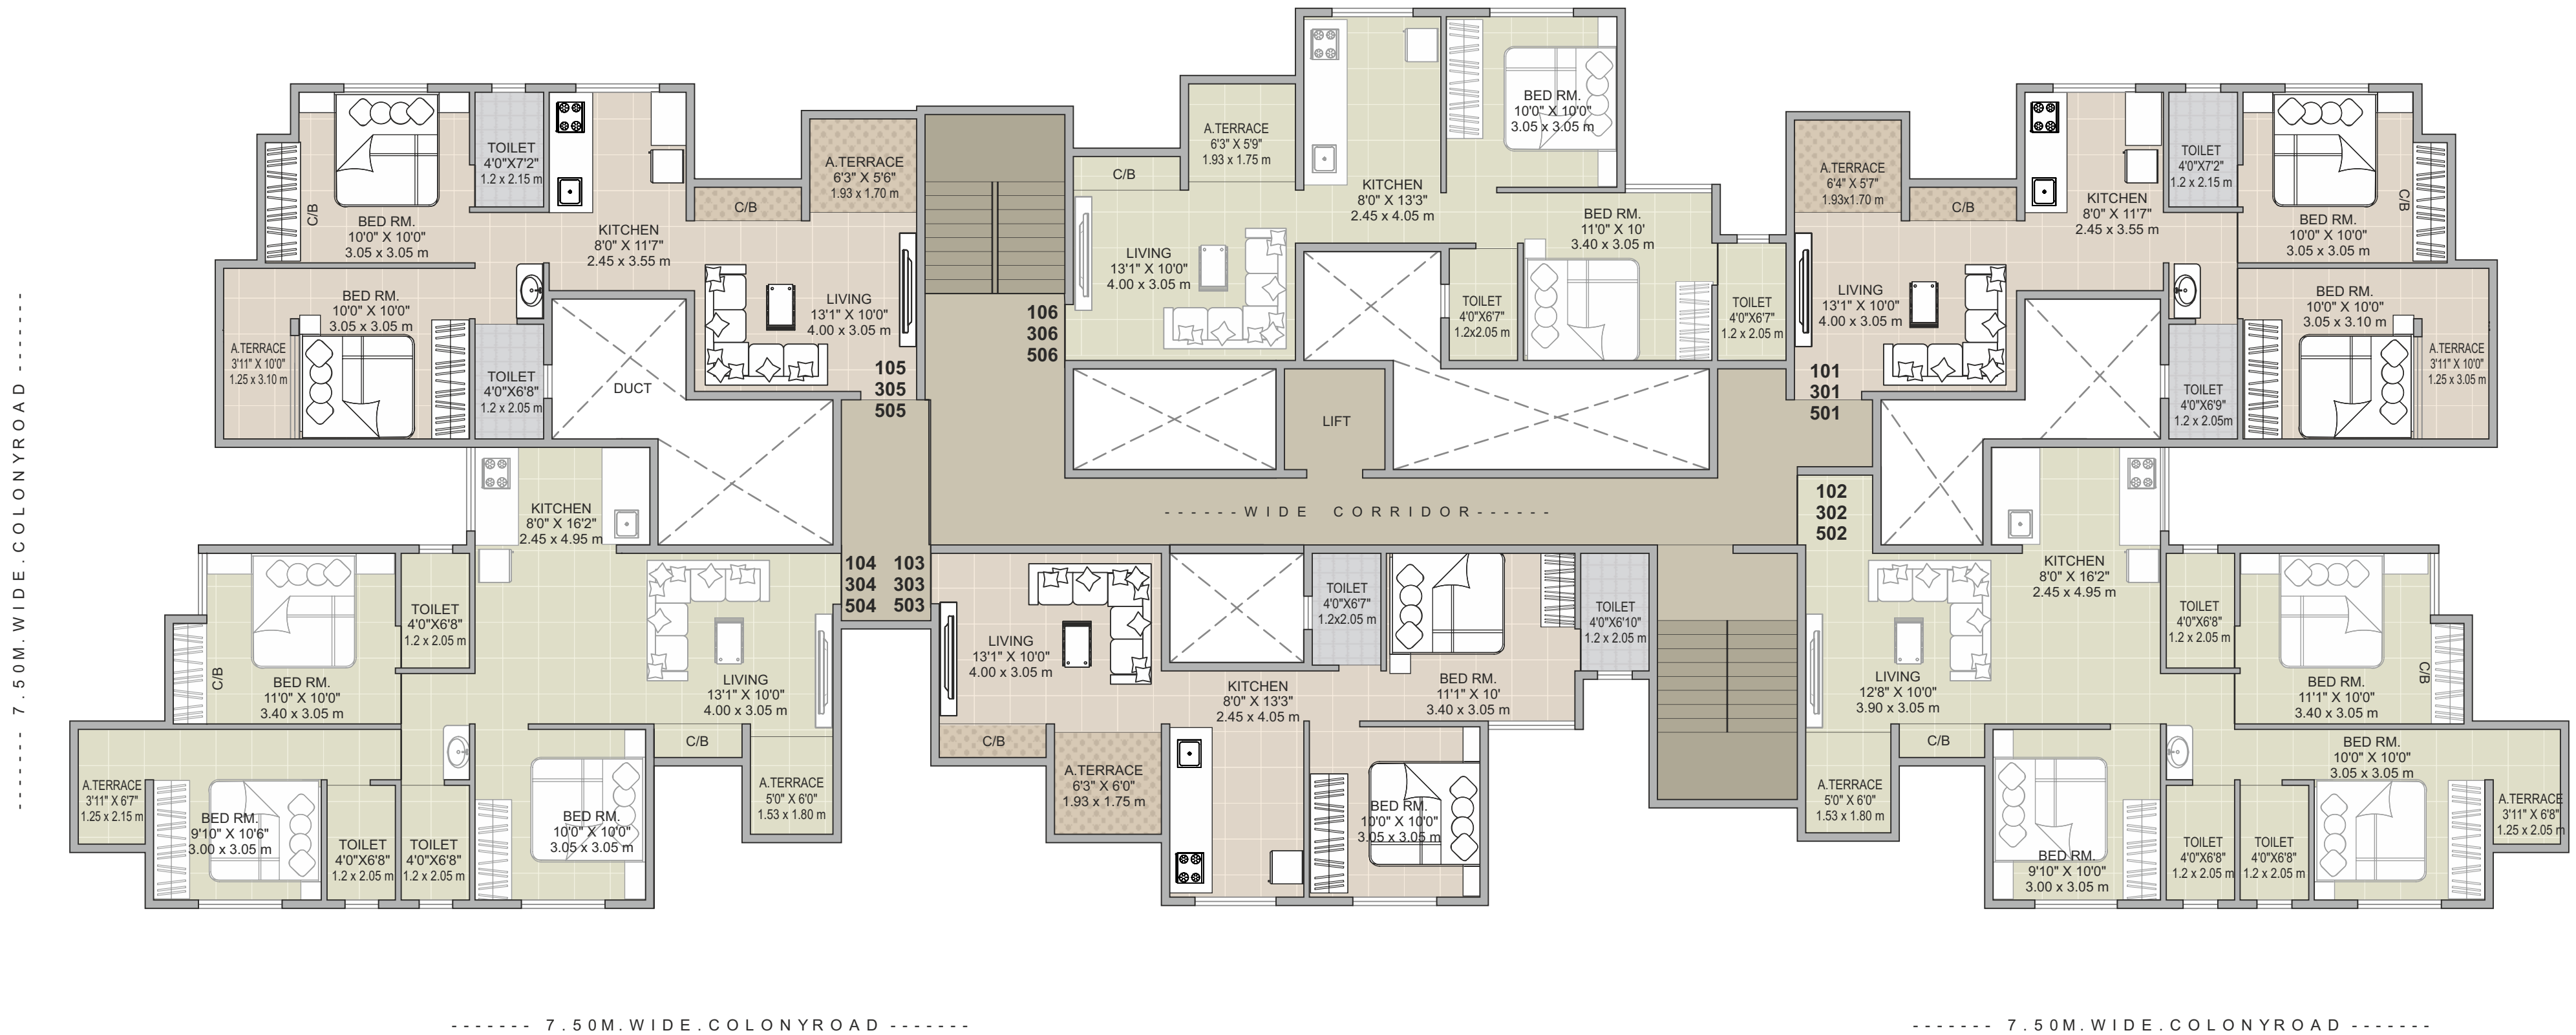 BED RM.
10'0" X 10'0"
3.05 x 3.05 m
C/B
TOILET
4'0"X7'2"
1.2 x 2.15 m
KITCHEN
8'0" X 11'7"
2.45 x 3.55 m
C/B
A.TERRACE
6'3" X 5'6"
1.93 x 1.70 m
BED RM.
10'0" X 10'0"
3.05 x 3.05 m
A.TERRACE
3'11" X 10'0"
1.25 x 3.10 m
TOILET
4'0"X6'8"
1.2 x 2.05 m
DUCT
LIVING
13'1" X 10'0"
4.00 x 3.05 m
105
305
505
106
306
506
C/B
A.TERRACE
6'3" X 5'9"
1.93 x 1.75 m
LIVING
13'1" X 10'0"
4.00 x 3.05 m
KITCHEN
8'0" X 13'3"
2.45 x 4.05 m
BED RM.
10'0" X 10'0"
3.05 x 3.05 m
BED RM.
11'0" X 10'
3.40 x 3.05 m
TOILET
4'0"X6'7"
1.2x2.05 m
TOILET
4'0"X6'7"
1.2 x 2.05 m
LIFT
A.TERRACE
6'4" X 5'7"
1.93x1.70 m
C/B
KITCHEN
8'0" X 11'7"
2.45 x 3.55 m
TOILET
4'0"X7'2"
1.2 x 2.15 m
BED RM.
10'0" X 10'0"
3.05 x 3.05 m
C/B
LIVING
13'1" X 10'0"
4.00 x 3.05 m
101
301
501
BED RM.
10'0" X 10'0"
3.05 x 3.10 m
A.TERRACE
3'11" X 10'0"
1.25 x 3.05 m
TOILET
4'0"X6'9"
1.2 x 2.05m
------WIDE CORRIDOR------
KITCHEN
8'0" X 16'2"
2.45 x 4.95 m
TOILET
4'0"X6'8"
1.2 x 2.05 m
BED RM.
11'0" X 10'0"
3.40 x 3.05 m
C/B
LIVING
13'1" X 10'0"
4.00 x 3.05 m
C/B
A.TERRACE
5'0" X 6'0"
1.53 x 1.80 m
104
304
504
A.TERRACE
3'11" X 6'7"
1.25 x 2.15 m
BED RM.
9'10" X 10'6"
3.00 x 3.05 m
TOILET
4'0"X6'8"
1.2 x 2.05 m
TOILET
4'0"X6'8"
1.2 x 2.05 m
BED RM.
10'0" X 10'0"
3.05 x 3.05 m
103
303
503
LIVING
13'1" X 10'0"
4.00 x 3.05 m
C/B
A.TERRACE
6'3" X 6'0"
1.93 x 1.75 m
KITCHEN
8'0" X 13'3"
2.45 x 4.05 m
TOILET
4'0"X6'7"
1.2x2.05 m
BED RM.
11'1" X 10'
3.40 x 3.05 m
TOILET
4'0"X6'10"
1.2 x 2.05 m
BED RM.
10'0" X 10'0"
3.05 x 3.05 m
102
302
502
KITCHEN
8'0" X 16'2"
2.45 x 4.95 m
LIVING
12'8" X 10'0"
3.90 x 3.05 m
C/B
A.TERRACE
5'0" X 6'0"
1.53 x 1.80 m
TOILET
4'0"X6'8"
1.2 x 2.05 m
BED RM.
11'1" X 10'0"
3.40 x 3.05 m
C/B
BED RM.
9'10" X 10'0"
3.00 x 3.05 m
TOILET
4'0"X6'8"
1.2 x 2.05 m
TOILET
4'0"X6'8"
1.2 x 2.05 m
BED RM.
10'0" X 10'0"
3.05 x 3.05 m
A.TERRACE
3'11" X 6'8"
1.25 x 2.05 m
------- 7.50M.WIDE.COLONYROAD -------
------- 7.50M.WIDE.COLONYROAD -------
------- 7.50M.WIDE.COLONYROAD -------